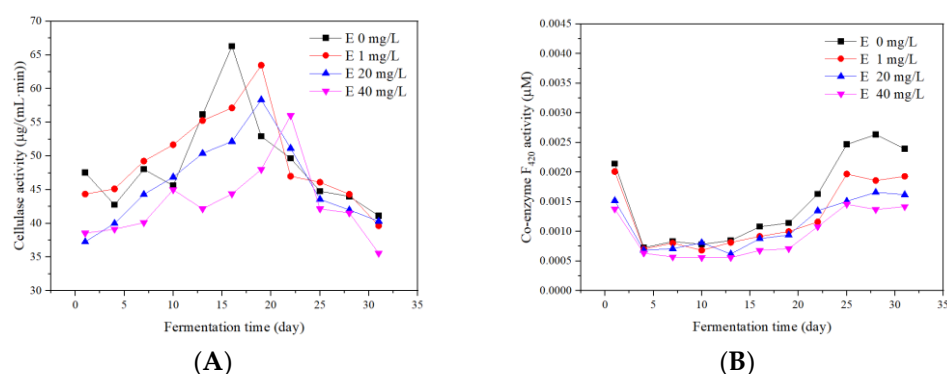 70
65
60
55
50
45
40
35
30
Cellulase activity (μg/(mL·min))
E 0 mg/L
E 1 mg/L
E 20 mg/L
E 40 mg/L
0 5 10 15 20 25 30 35
Fermentation time (day)
(A)
0.0045
0.0040
0.0035
0.0030
0.0025
0.0020
0.0015
0.0010
0.0005
0.0000
Co-enzyme F420 activity (μM)
E 0 mg/L
E 1 mg/L
E 20 mg/L
E 40 mg/L
0 5 10 15 20 25 30 35
Fermentation time (day)
(B)